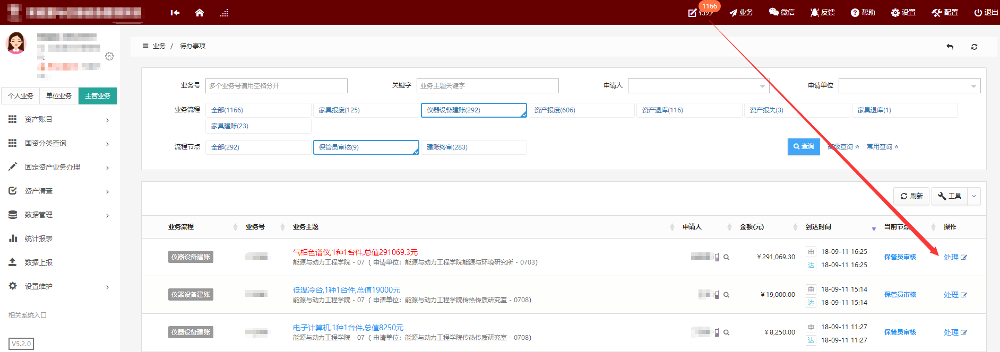 待办 1166 业务 微信 反馈 帮助 设置 配置 退出
业务 / 待办事项
个人业务 单位业务 主管业务
资产账目
国资分类查询
固定资产业务办理
资产清查
数据管理
统计报表
数据上报
设置维护
相关系统入口
V5.2.0
业务号 多个业务号请用空格分开 关键字 业务主题关键字 申请人 申请单位
业务流程 全部(1166) 家具报废(125) 仪器设备建账(292) 资产报废(606) 资产退库(116) 资产报失(3) 家具退库(1)
家具建账(23)
流程节点 全部(292) 保管员审核(9) 建账终审(283) 查询 高级查询 常用查询
刷新 工具
业务流程 业务号 业务主题 申请人 金额(元) 到达时间 当前节点 操作
仪器设备建账 气相色谱仪,1种1台件,总值291069.3元 ¥291,069.30 申 18-09-11 16:25 保管员审核 处理
能源与动力工程学院 - 07 ( 申请单位: 能源与动力工程学院能源与环境研究所 - 0703) 达 18-09-11 16:25
仪器设备建账 低温冷台,1种1台件,总值19000元 ¥19,000.00 申 18-09-11 15:14 保管员审核 处理
能源与动力工程学院 - 07 ( 申请单位: 能源与动力工程学院传热传质研究室 - 0708) 达 18-09-11 15:14
仪器设备建账 电子计算机,1种1台件,总值8250元 ¥8,250.00 申 18-09-11 11:27 保管员审核 处理
能源与动力工程学院 - 07 ( 申请单位: 能源与动力工程学院传热传质研究室 - 0708) 达 18-09-11 11:27